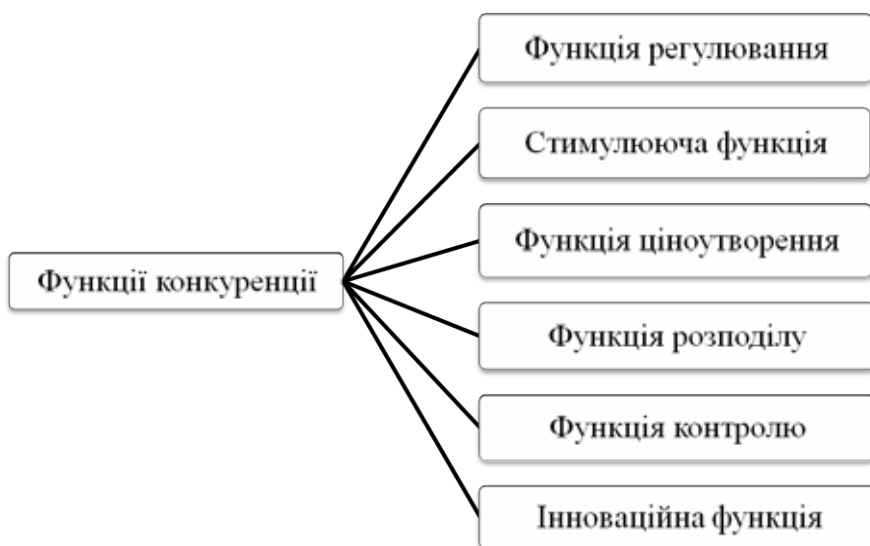 Функція регулювання
Стимулююча функція
Функція ціноутворення
Функції конкуренції
Функція розподілу
Функція контролю
Інноваційна функція